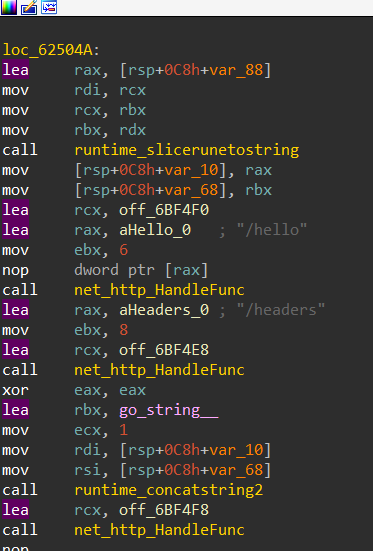 loc_62504A:
lea rax, [rsp+0C8h+var_88]
mov rdi, rcx
mov rcx, rbx
mov rbx, rdx
call runtime_slicerunetostring
mov [rsp+0C8h+var_10], rax
mov [rsp+0C8h+var_68], rbx
lea rcx, off_6BF4F0
lea rax, aHello_0 ; "/hello"
mov ebx, 6
nop dword ptr [rax]
call net_http_HandleFunc
lea rax, aHeaders_0 ; "/headers"
mov ebx, 8
lea rcx, off_6BF4E8
call net_http_HandleFunc
xor eax, eax
lea rbx, go_string__
mov ecx, 1
mov rdi, [rsp+0C8h+var_10]
mov rsi, [rsp+0C8h+var_68]
call runtime_concatstring2
lea rcx, off_6BF4F8
call net_http_HandleFunc
nop